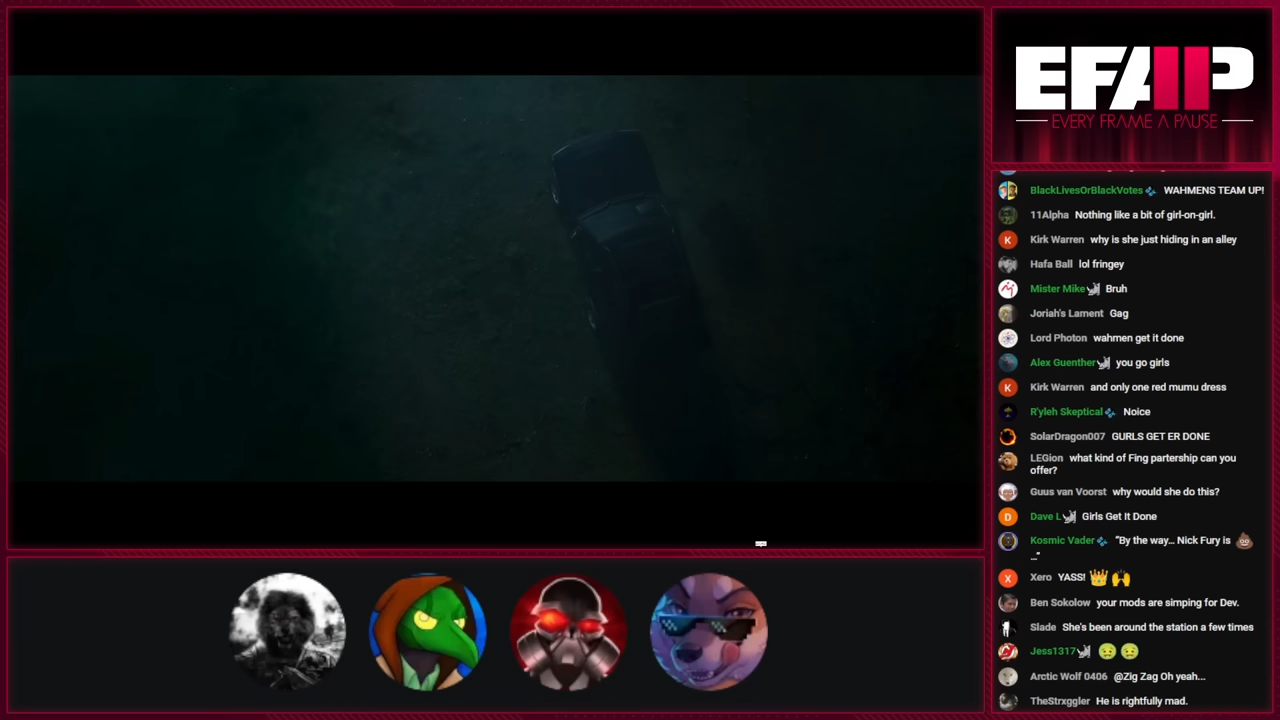 EFAP
EVERY FRAME A PAUSE
BlackLivesOrBlackVotes WAHMENS TEAM UP!
11Alpha Nothing like a bit of girl-on-girl.
K
Kirk Warren why is she just hiding in an alley
Hafa Ball lol fringey
Mister Mike Bruh
Joriah's Lament Gag
Lord Photon wahmen get it done
Alex Guenther you go girls
K
Kirk Warren and only one red mumu dress
R'yleh Skeptical Noice
SolarDragon007 GURLS GET ER DONE
LEGion what kind of Fing partership can you
offer?
Guus van Voorst why would she do this?
D
Dave L Girls Get It Done
Kosmic Vader "By the way... Nick Fury is 💩
..."
X
Xero YASS! 👑 🙌
Ben Sokolow your mods are simping for Dev.
Slade She's been around the station a few times
Jess1317 🤢 🤢
Arctic Wolf 0406 @Zig Zag Oh yeah...
TheStrxggler He is rightfully mad.